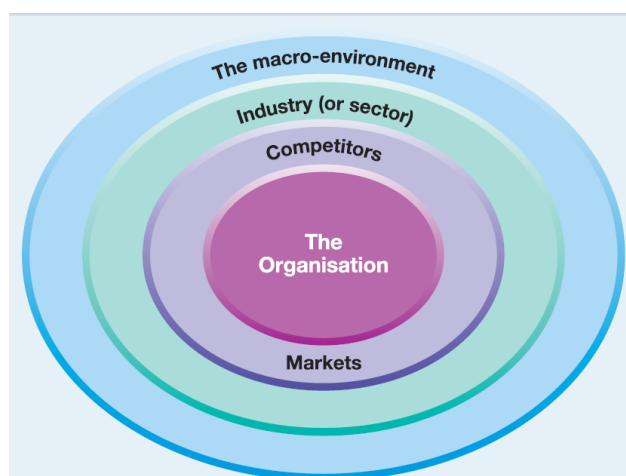 The macro-environment
Industry (or sector)
Competitors
The
Organisation
Markets